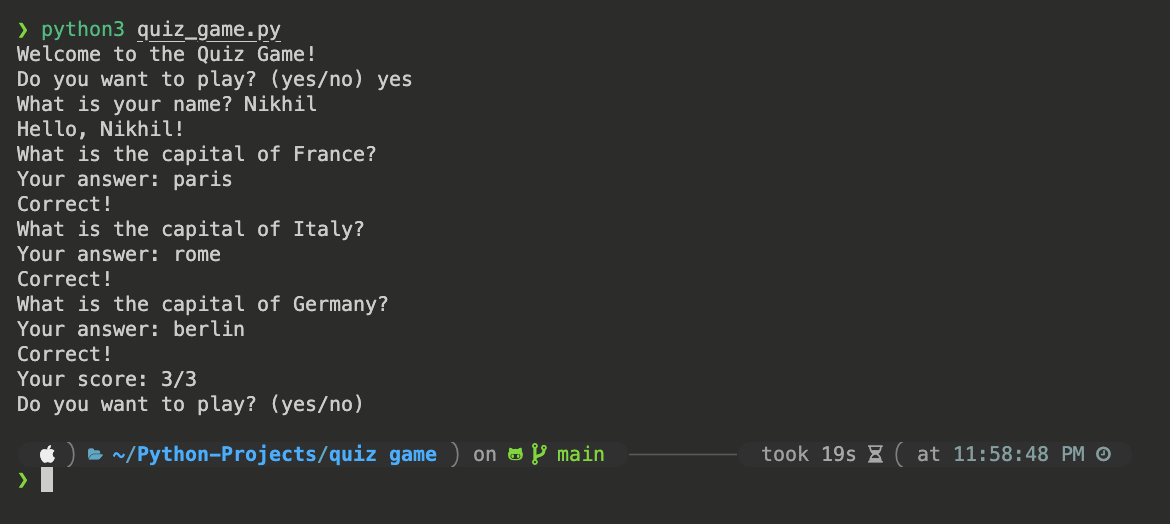 ❯ python3 quiz_game.py
Welcome to the Quiz Game!
Do you want to play? (yes/no) yes
What is your name? Nikhil
Hello, Nikhil!
What is the capital of France?
Your answer: paris
Correct!
What is the capital of Italy?
Your answer: rome
Correct!
What is the capital of Germany?
Your answer: berlin
Correct!
Your score: 3/3
Do you want to play? (yes/no)
~/Python-Projects/quiz game ) on main took 19s ( at 11:58:48 PM
❯